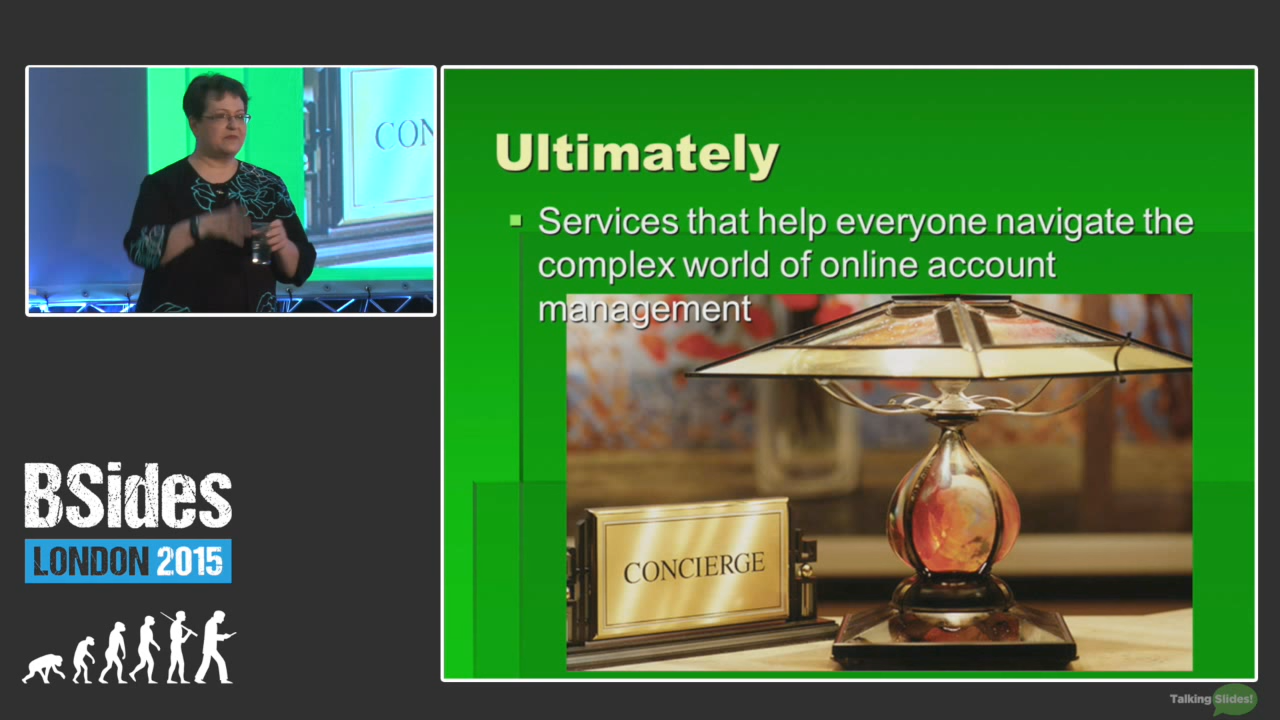 CON
Ultimately
Services that help everyone navigate the
complex world of online account
management
CONCIERGE
BSides
LONDON 2015
Talking Slides!